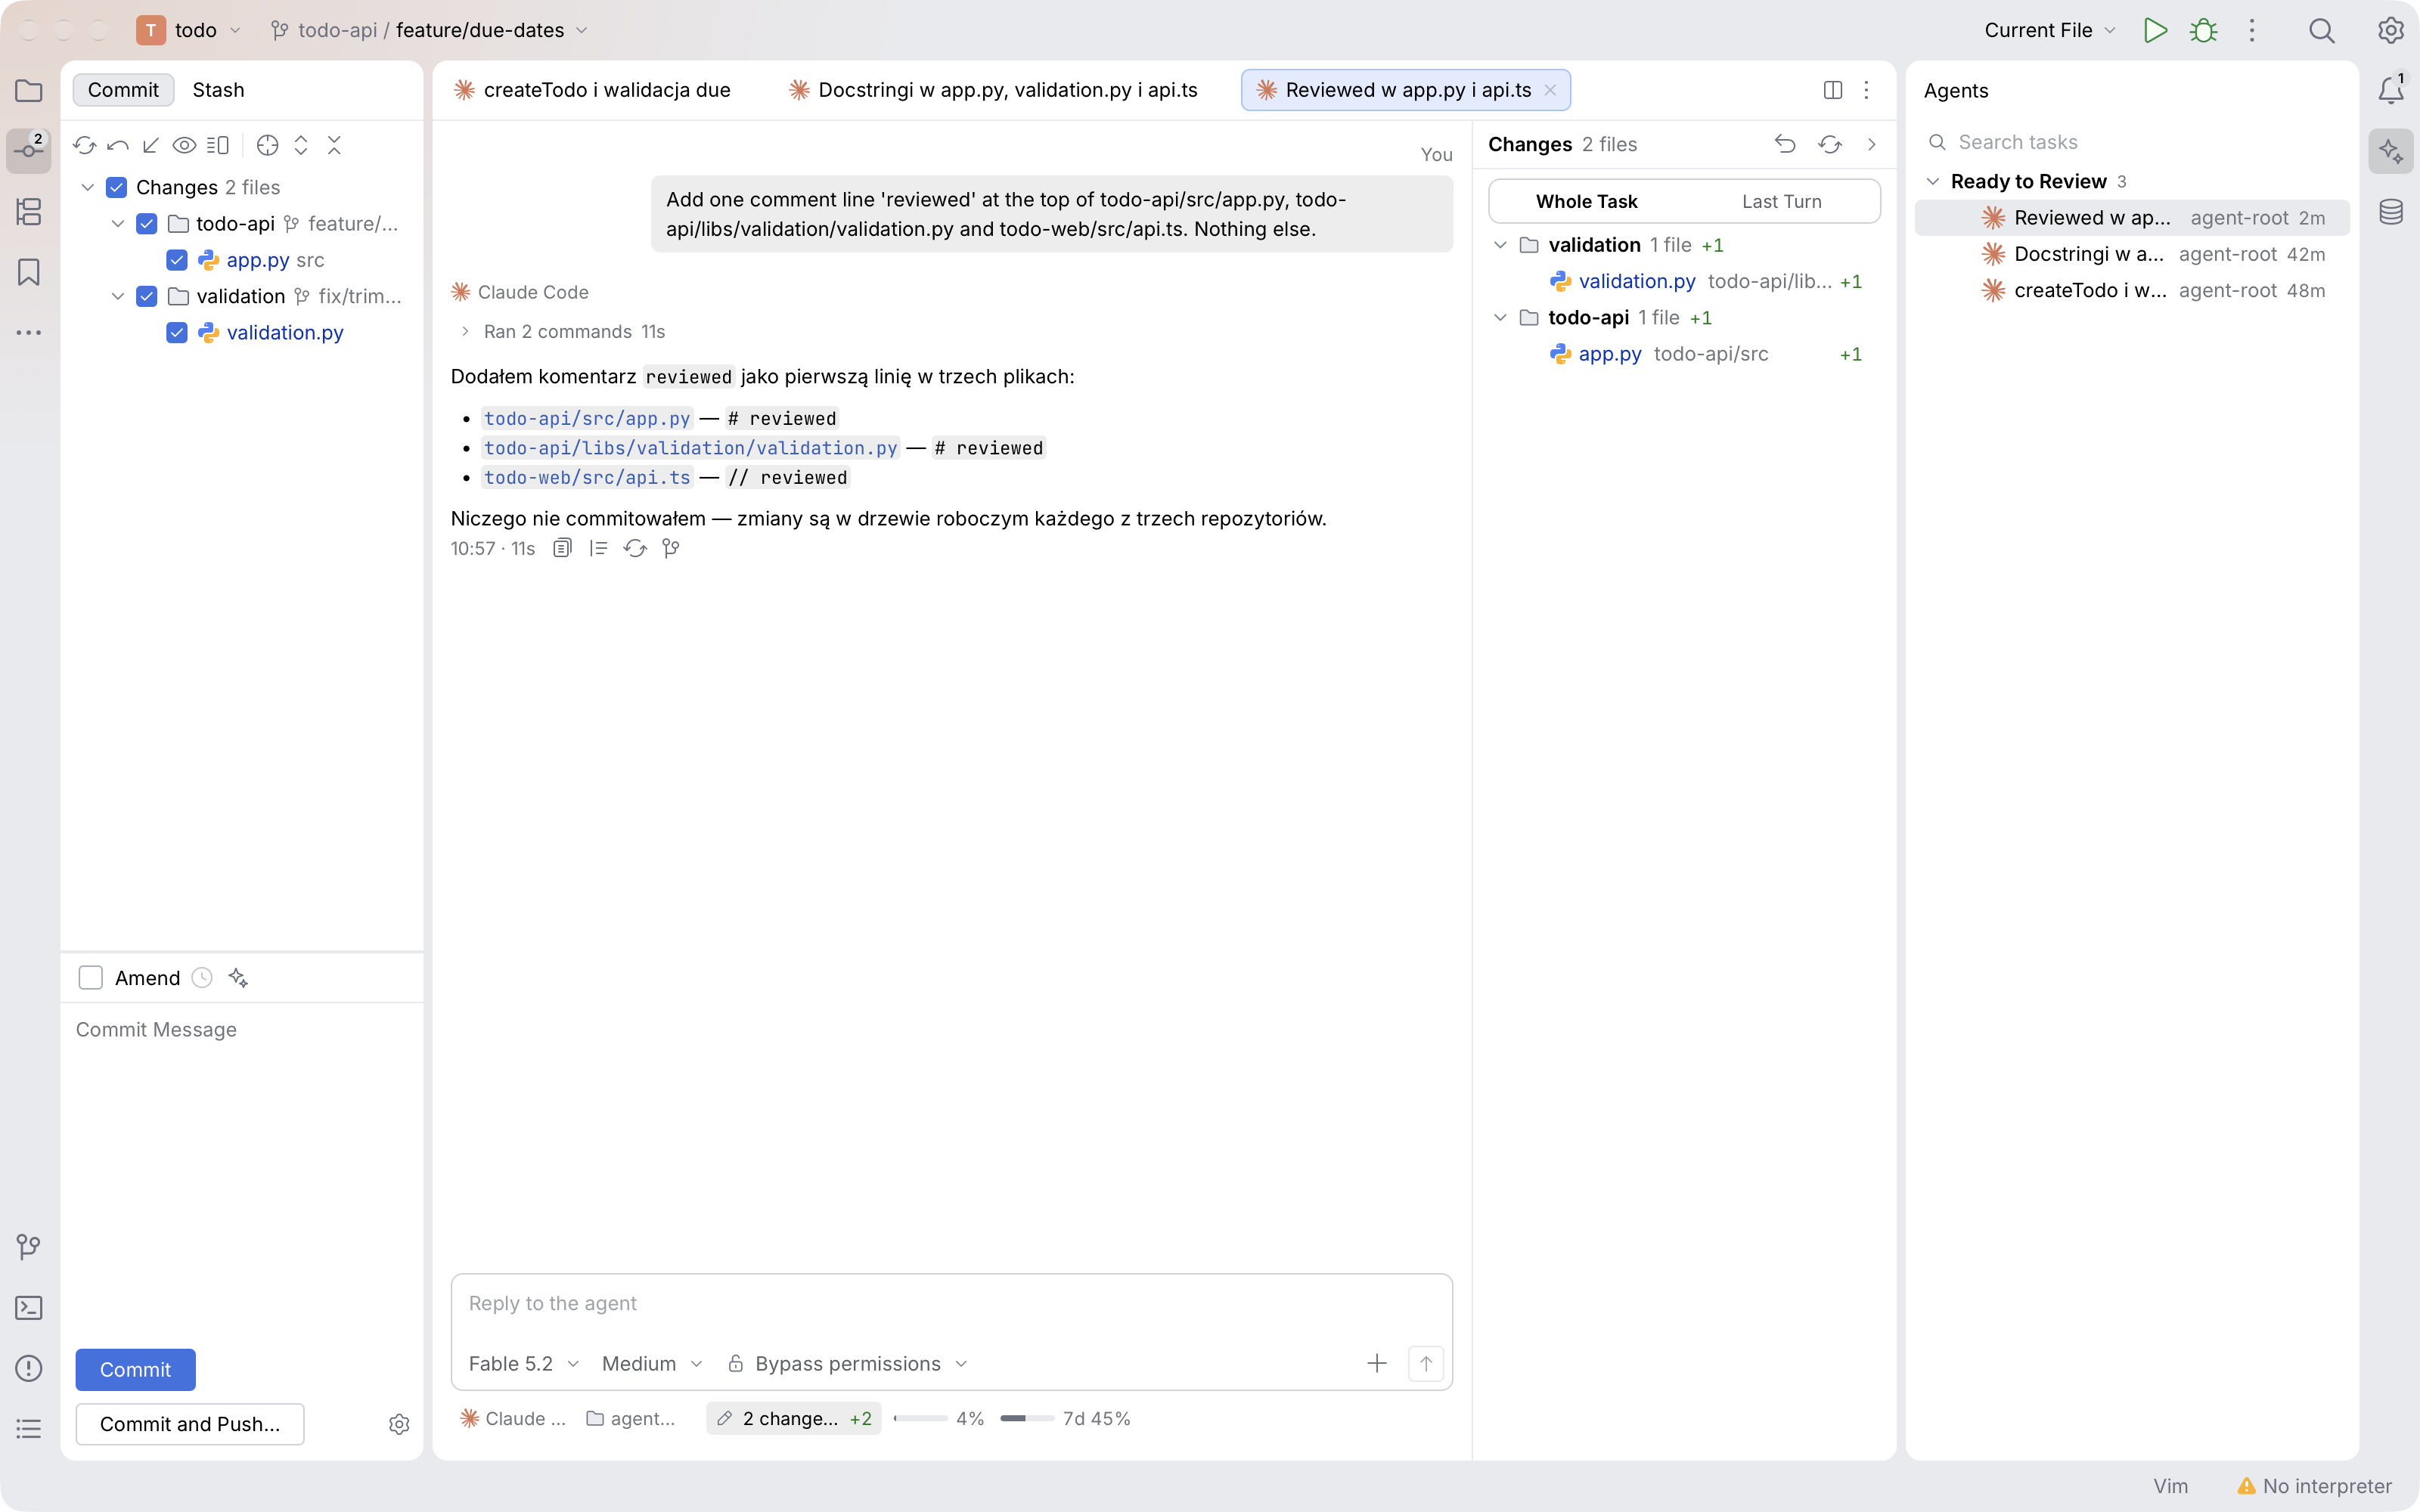 T todo todo-api / feature/due-dates Current File
Commit Stash
2
Changes 2 files
todo-api feature/...
app.py src
validation fix/trim...
validation.py
Amend
Commit Message
Commit
Commit and Push...
createTodo i walidacja due Docstringi w app.py, validation.py i api.ts Reviewed w app.py i api.ts
You
Add one comment line 'reviewed' at the top of todo-api/src/app.py, todo-
api/libs/validation/validation.py and todo-web/src/api.ts. Nothing else.
Claude Code
Ran 2 commands 11s
Dodałem komentarz reviewed jako pierwszą linię w trzech plikach:
• todo-api/src/app.py — # reviewed
• todo-api/libs/validation/validation.py — # reviewed
• todo-web/src/api.ts — // reviewed
Niczego nie commitowałem — zmiany są w drzewie roboczym każdego z trzech repozytoriów.
10:57 · 11s
Reply to the agent
Fable 5.2 Medium Bypass permissions
Claude ... agent... 2 change... +2 4% 7d 45%
Changes 2 files
Whole Task Last Turn
validation 1 file +1
validation.py todo-api/lib... +1
todo-api 1 file +1
app.py todo-api/src +1
Agents
Search tasks
Ready to Review 3
Reviewed w ap... agent-root 2m
Docstringi w a... agent-root 42m
createTodo i w... agent-root 48m
1
Vim No interpreter